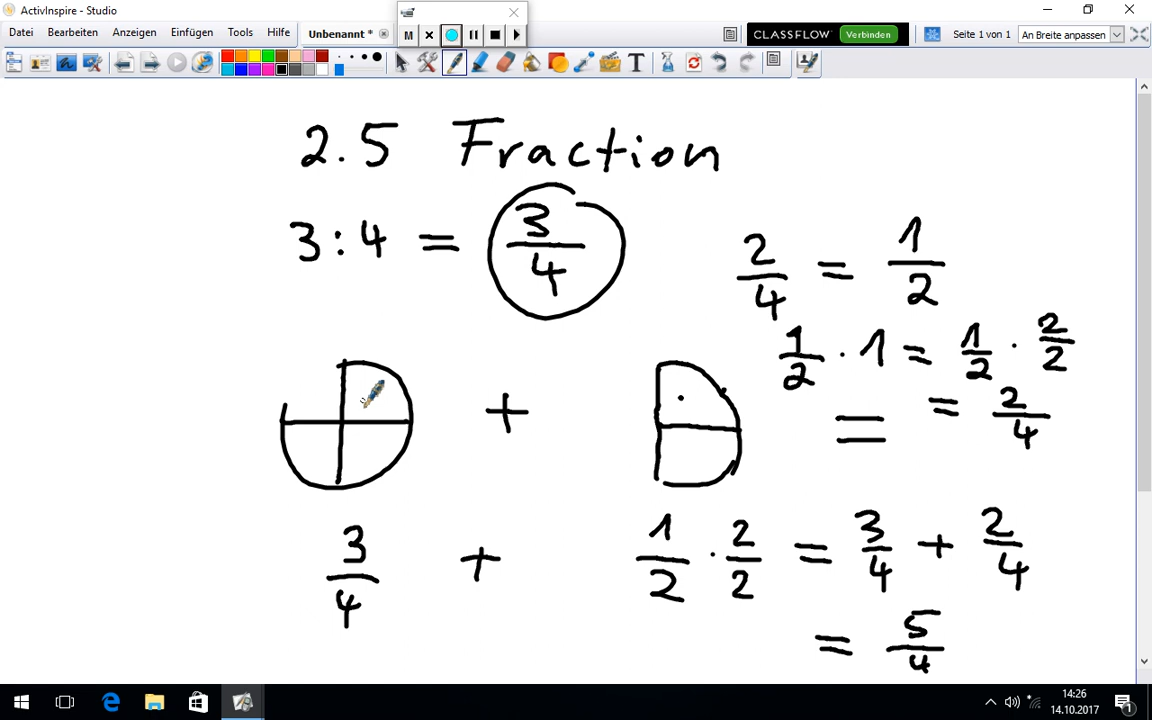 ActivInspire - Studio
Datei Bearbeiten Anzeigen Einfügen Tools Hilfe Unbenannt * M CLASSFLOW Verbinden Seite 1 von 1 An Breite anpassen
T
2.5 Fraction
3 : 4 = 3/4
2/4 = 1/2
1/2 · 1 = 1/2 · 2/2
= = 2/4
+
3/4 + 1/2 · 2/2 = 3/4 + 2/4
= 5/4
14:26
14.10.2017
1